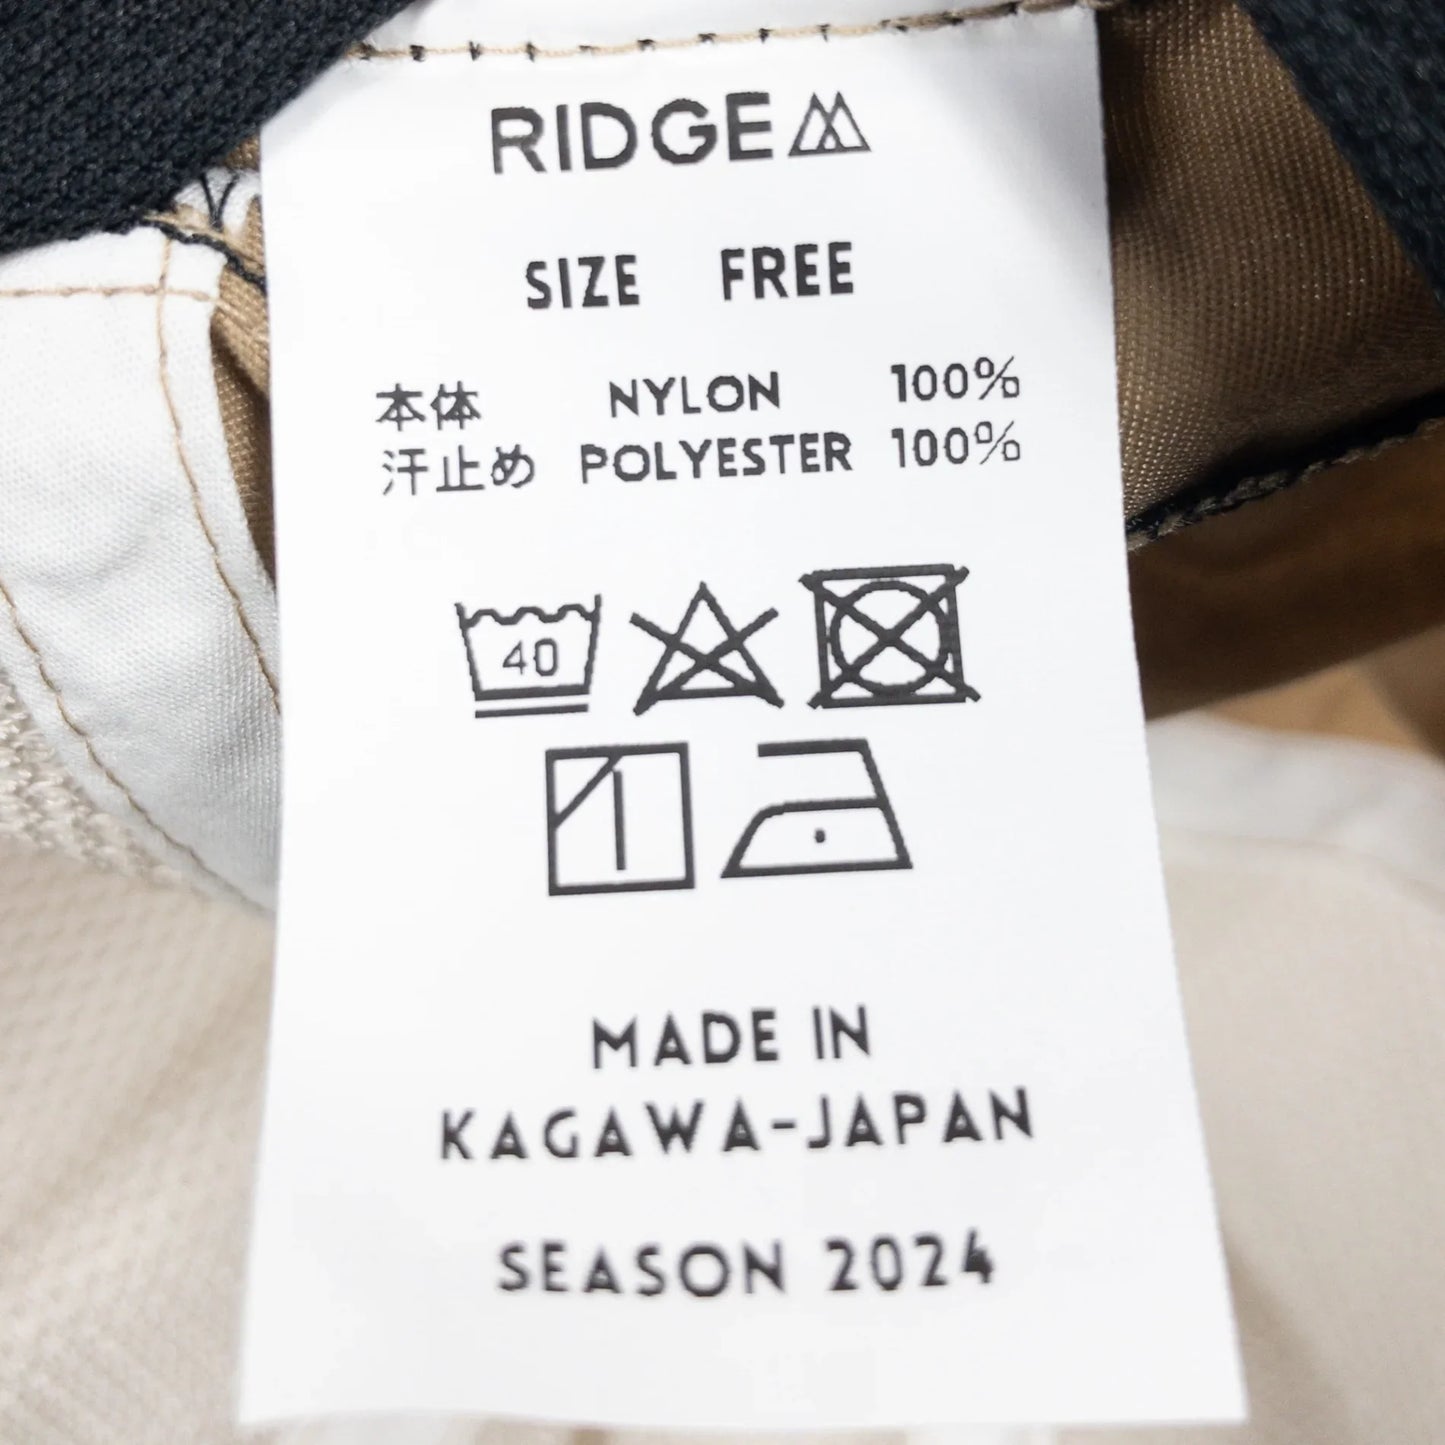 RIDGE
SIZE FREE
本体 NYLON 100%
汗止め POLYESTER 100%
40
MADE IN
KAGAWA-JAPAN
SEASON 2024